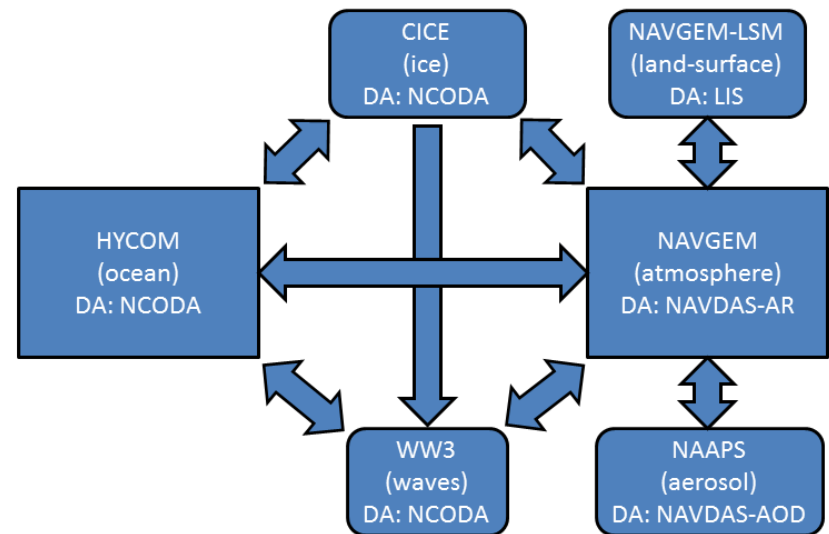 CICE
(ice)
DA: NCODA
NAVGEM-LSM
(land-surface)
DA: LIS
HYCOM
(ocean)
DA: NCODA
NAVGEM
(atmosphere)
DA: NAVDAS-AR
WW3
(waves)
DA: NCODA
NAAPS
(aerosol)
DA: NAVDAS-AOD